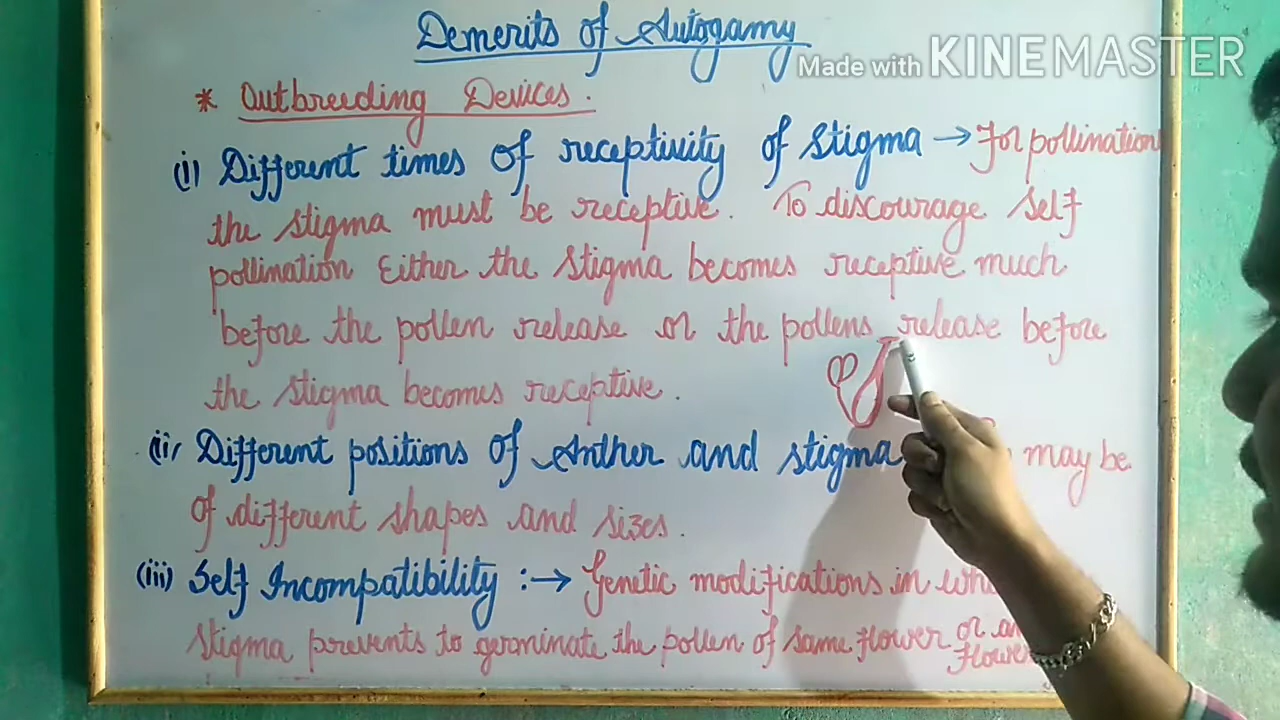 Demerits of Autogamy
Made with KINEMASTER
* Outbreeding Devices.
(i) Different times of receptivity of stigma → For pollination
the stigma must be receptive. To discourage self
pollination Either the stigma becomes receptive much
before the pollen release or the pollens release before
the stigma becomes receptive.
(ii) Different positions of Anther and stigma may be
of different shapes and sizes.
(iii) Self Incompatibility :→ Genetic modifications in
stigma prevents to germinate the pollen of same flower or
flower